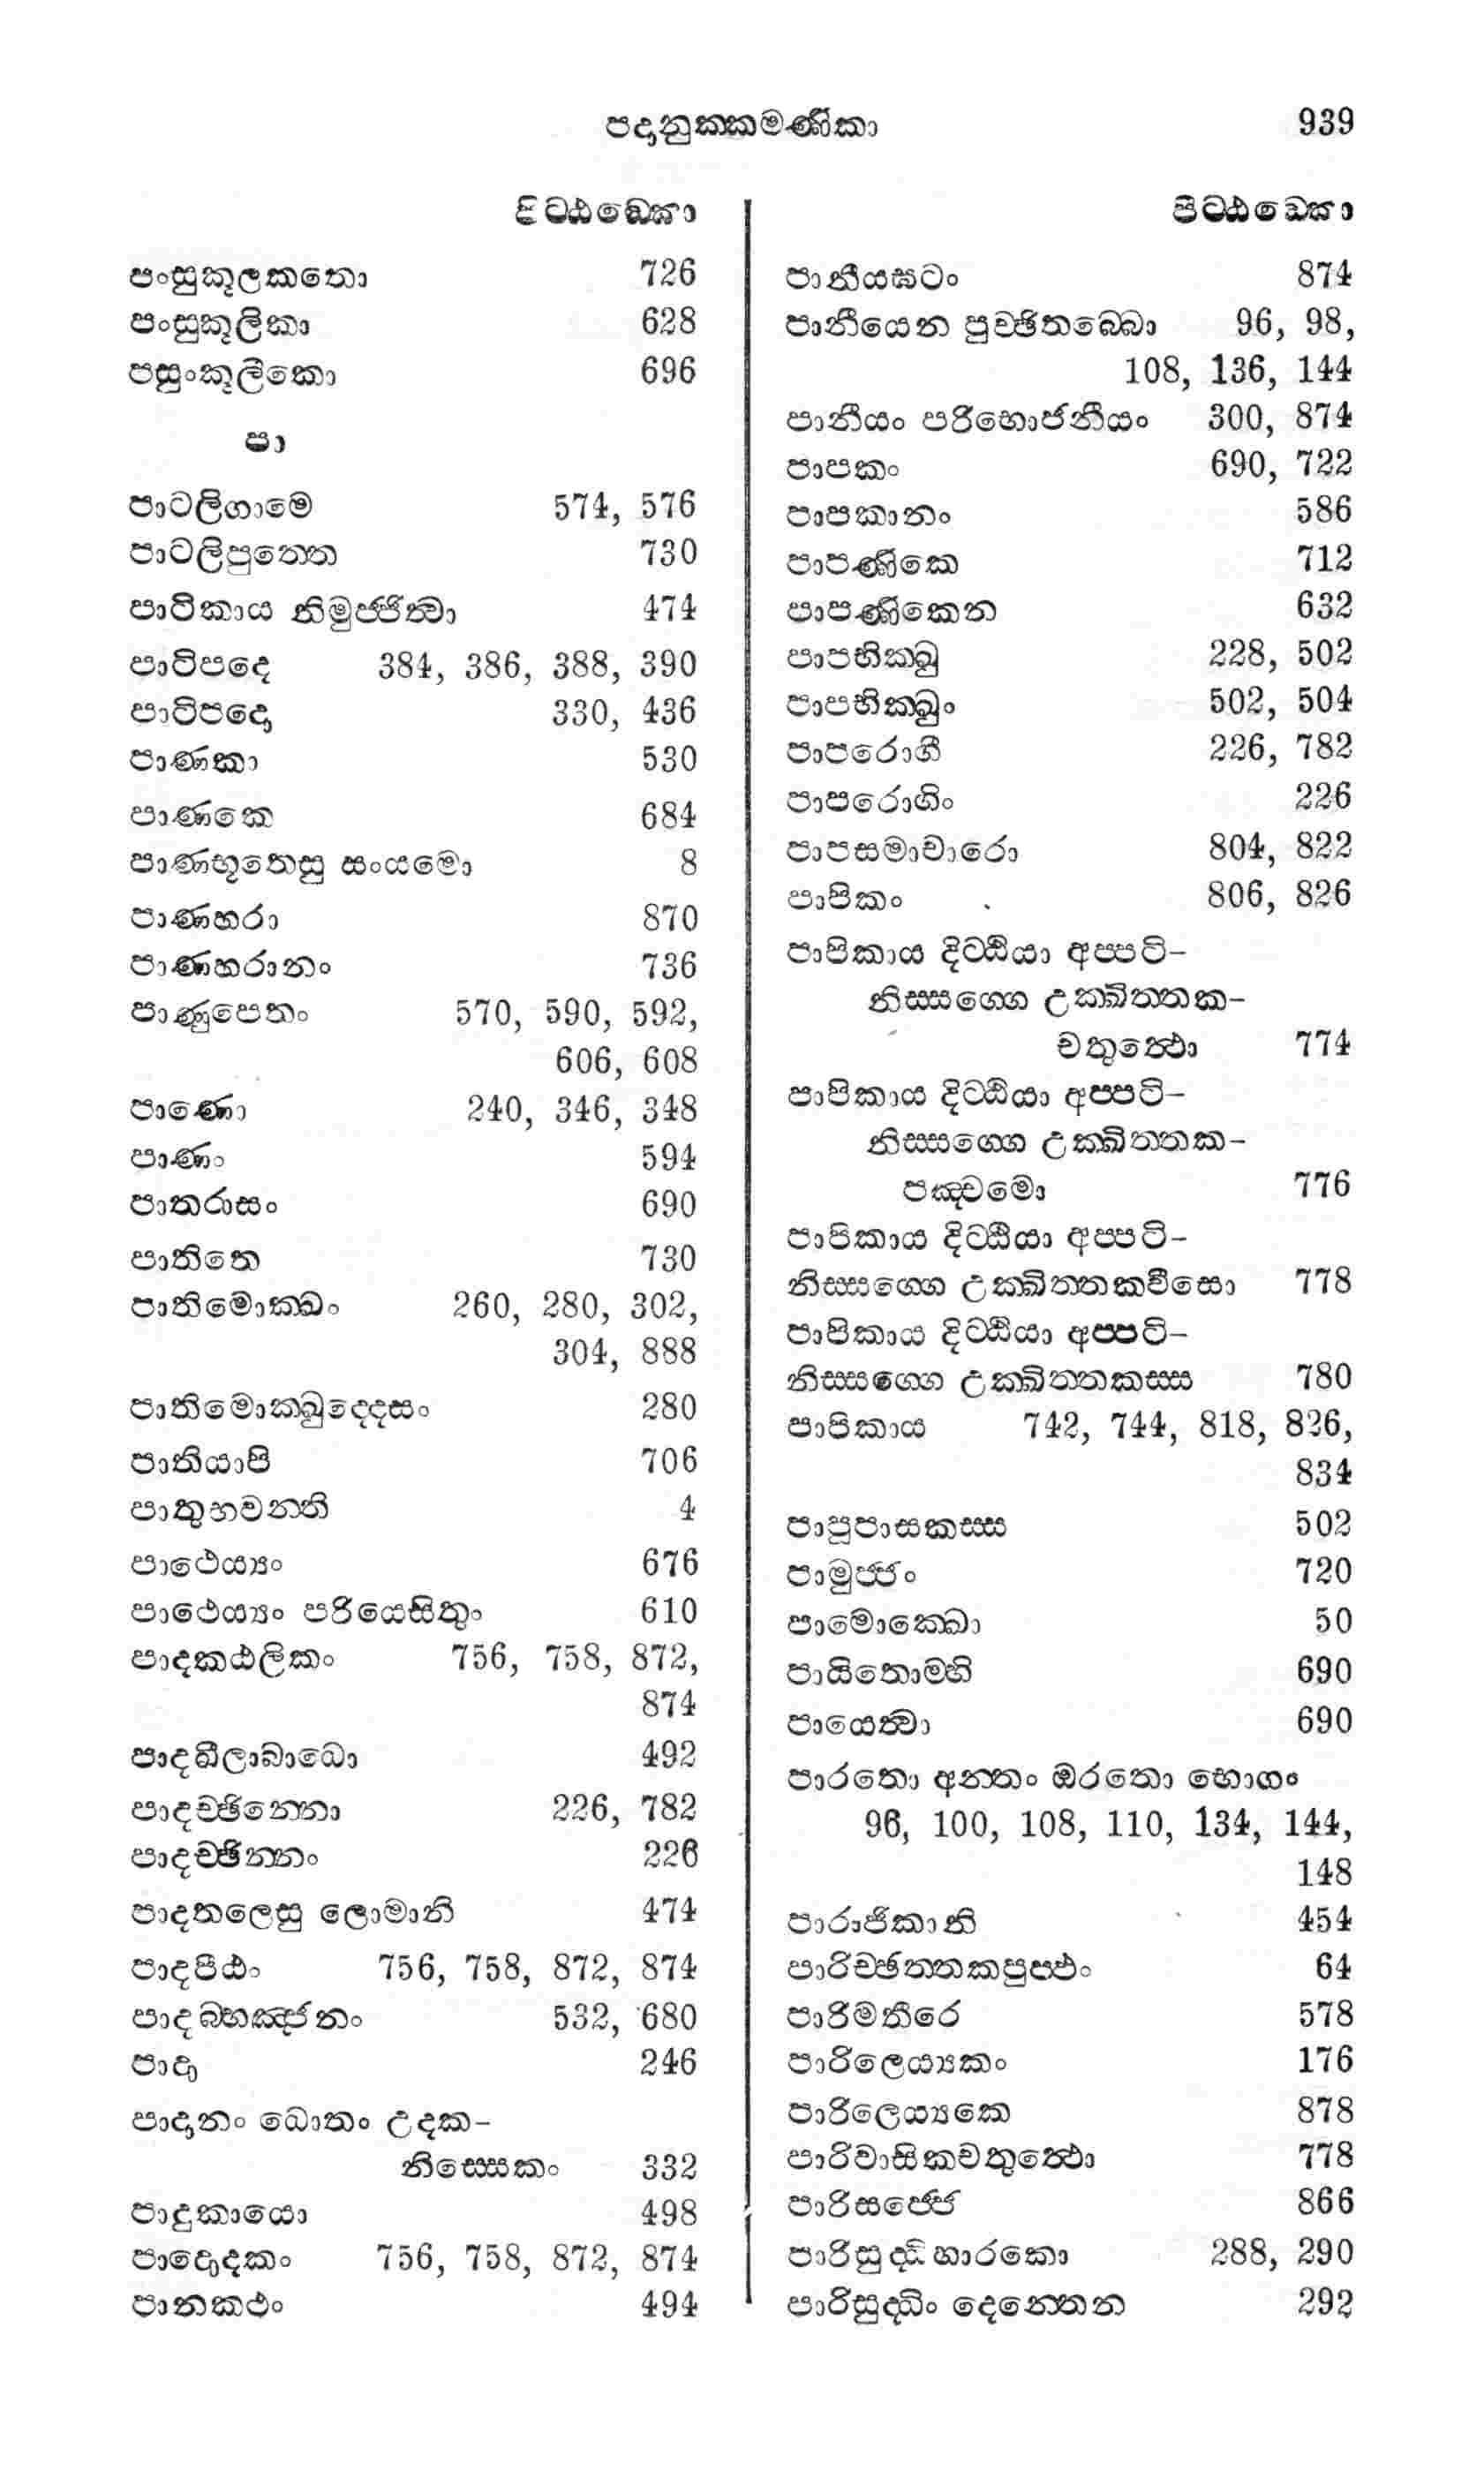 පදානුක්කමණිකා 939
පිට්ඨඞ්කො
පංසුකූලකතො 726
පංසුකූලිකා 628
පසුංකූලිකො 696
පා
පාටලිගාමෙ 574, 576
පාටලිපුත්තෙ 730
පාටිකාය නිමුජ්ජිත්වා 474
පාටිපදෙ 384, 386, 388, 390
පාටිපදො 330, 436
පාණකා 530
පාණකෙ 684
පාණභූතෙසු සංයමො 8
පාණහරා 870
පාණහරානං 736
පාණුපෙතං 570, 590, 592,
606, 608
පාණො 240, 346, 348
පාණං 594
පාතරාසං 690
පාතිතෙ 730
පාතිමොක්ඛං 260, 280, 302,
304, 888
පාතිමොක්ඛුද්දෙසං 280
පාතියාපි 706
පාතුභවන්ති 4
පාථෙය්‍යං 676
පාථෙය්‍යං පරියෙසිතුං 610
පාදකඨලිකං 756, 758, 872,
874
පාදඛීලාබාධො 492
පාදච්ඡින්නො 226, 782
පාදච්ඡින්නං 226
පාදතලෙසු ලොමානි 474
පාදපීඨං 756, 758, 872, 874
පාදබ්භඤ්ජනං 532, 680
පාදා 246
පාදානං ධොතං උදක-
නිස්සෙකං 332
පාදුකායො 498
පාදොදකං 756, 758, 872, 874
පානකථං 494
පිට්ඨඞ්කො
පානීයඝටං 874
පානීයෙන පුච්ඡිතබ්බො 96, 98,
108, 136, 144
පානීයං පරිභොජනීයං 300, 874
පාපකං 690, 722
පාපකානං 586
පාපණිකෙ 712
පාපණිකෙන 632
පාපභික්ඛු 228, 502
පාපභික්ඛුං 502, 504
පාපරොගී 226, 782
පාපරොගිං 226
පාපසමාචාරො 804, 822
පාපිකං 806, 826
පාපිකාය දිට්ඨියා අප්පටි-
නිස්සග්ගෙ උක්ඛිත්තක-
චතුත්ථො 774
පාපිකාය දිට්ඨියා අප්පටි-
නිස්සග්ගෙ උක්ඛිත්තක-
පඤ්චමො 776
පාපිකාය දිට්ඨියා අප්පටි-
නිස්සග්ගෙ උක්ඛිත්තකවීසො 778
පාපිකාය දිට්ඨියා අප්පටි-
නිස්සග්ගෙ උක්ඛිත්තකස්ස 780
පාපිකාය 742, 744, 818, 826,
834
පාපූපාසකස්ස 502
පාමුජ්ජං 720
පාමොක්ඛො 50
පායිතොම්හි 690
පායෙත්වා 690
පාරතො අන්තං ඔරතො භොගං
96, 100, 108, 110, 134, 144,
148
පාරාජිකානි 454
පාරිච්ඡත්තකපුප්ඵං 64
පාරිමතීරෙ 578
පාරිලෙය්‍යකං 176
පාරිලෙය්‍යකෙ 878
පාරිවාසිකචතුත්ථො 778
පාරිසජ්ජෙ 866
පාරිසුද්ධිහාරකො 288, 290
පාරිසුද්ධිං දෙන්තෙන 292